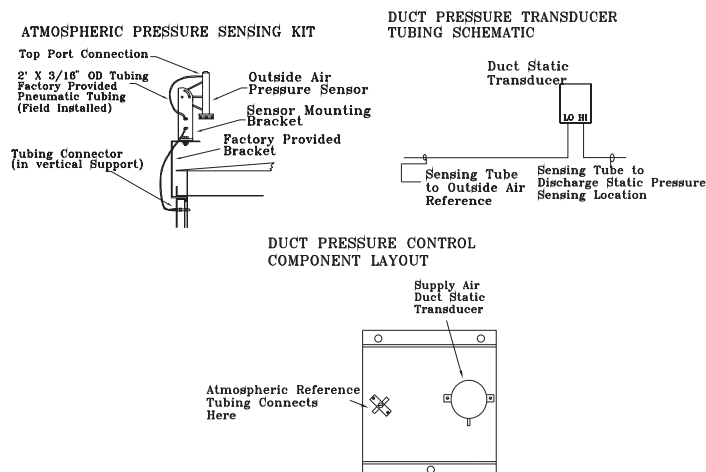 ATMOSPHERIC PRESSURE SENSING KIT
Top Port Connection
2' X 3/16" OD Tubing
Factory Provided
Pneumatic Tubing
(Field Installed)
Outside Air
Pressure Sensor
Sensor Mounting
Bracket
Factory Provided
Bracket
Tubing Connector
(in vertical Support)
DUCT PRESSURE TRANSDUCER
TUBING SCHEMATIC
Duct Static
Transducer
LO HI
Sensing Tube
to Outside Air
Reference
Sensing Tube to
Discharge Static Pressure
Sensing Location
DUCT PRESSURE CONTROL
COMPONENT LAYOUT
Supply Air
Duct Static
Transducer
Atmospheric Reference
Tubing Connects
Here